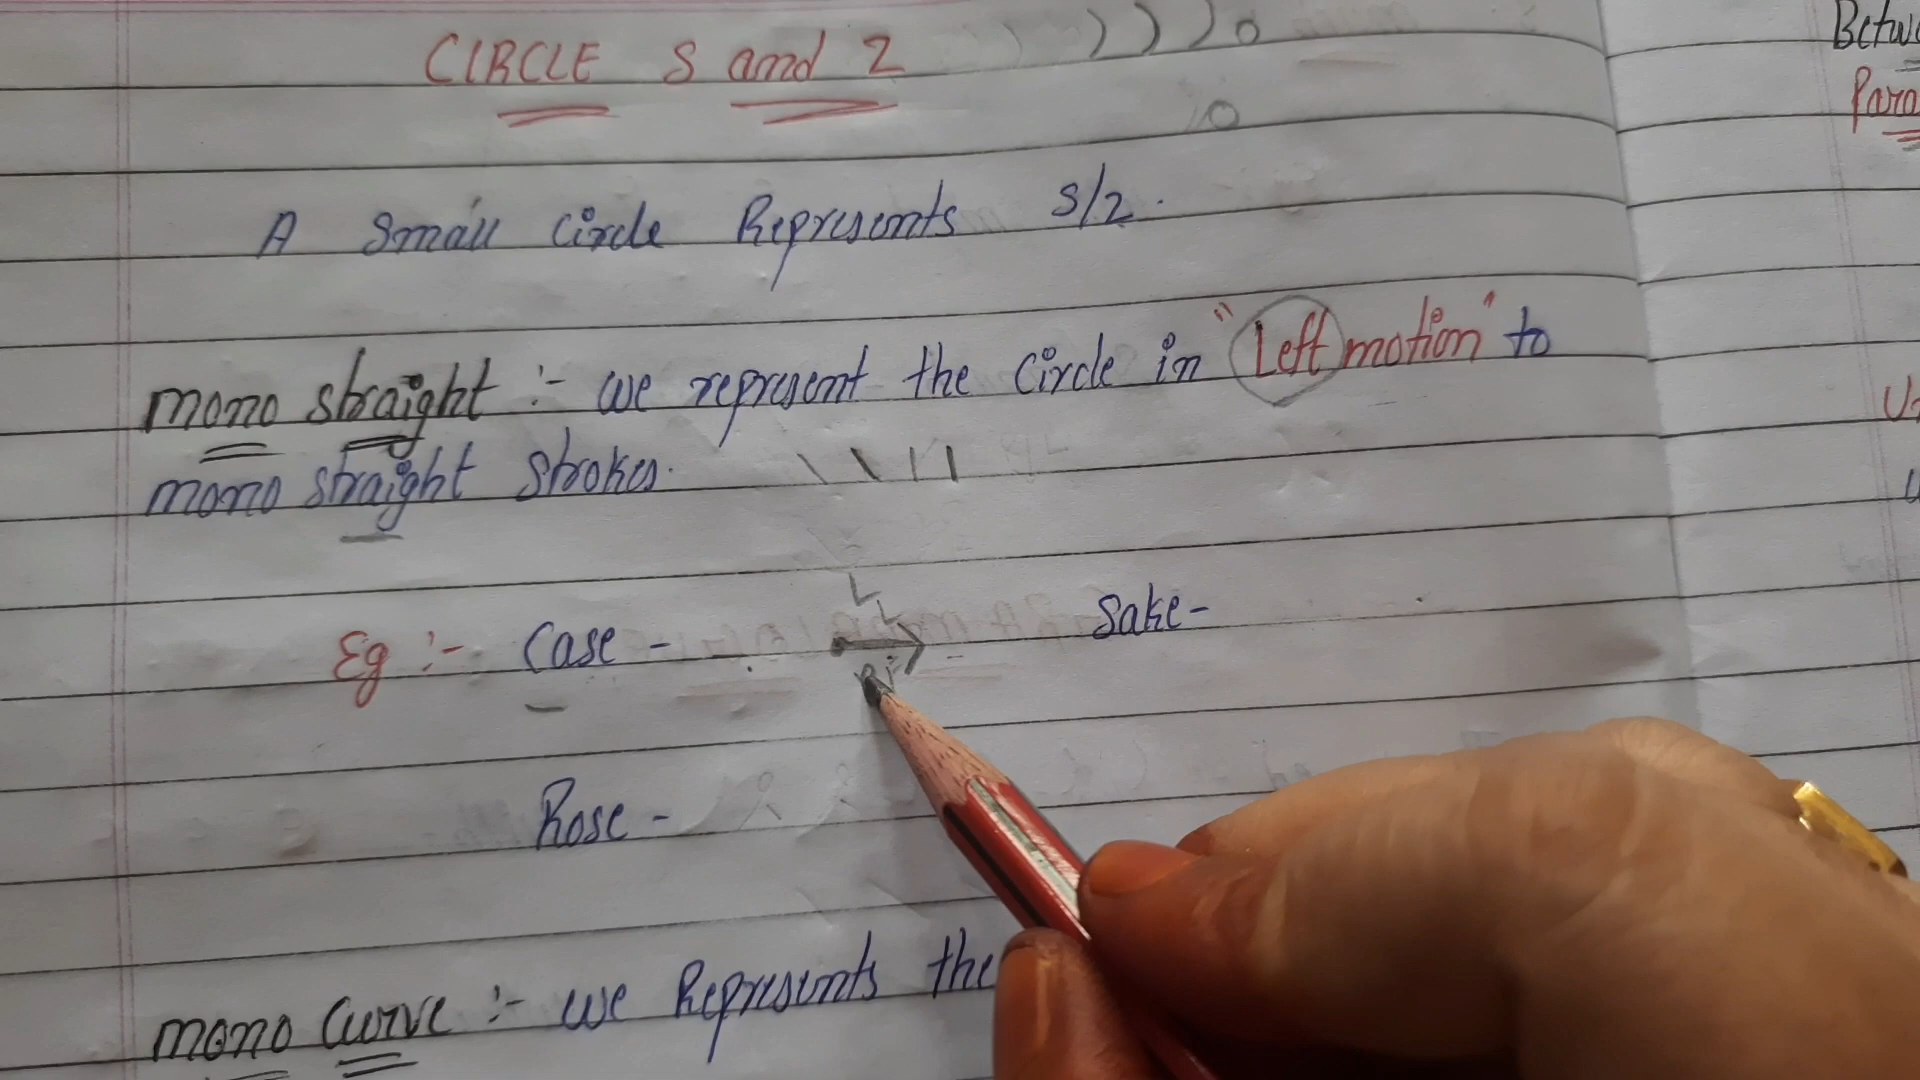 CIRCLE S and Z
A Small Circle Represents S/Z.
mono straight :- we represent the Circle in "Left motion" to
mono straight strokes.
Eg :- Case - Sake -
Rose -
mono Curve :- we Represents the